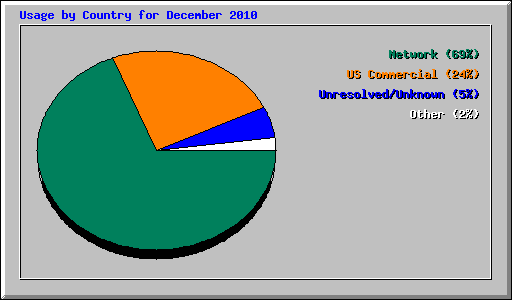 Usage by Country for December 2010
Network (69%)
US Commercial (24%)
Unresolved/Unknown (5%)
Other (2%)